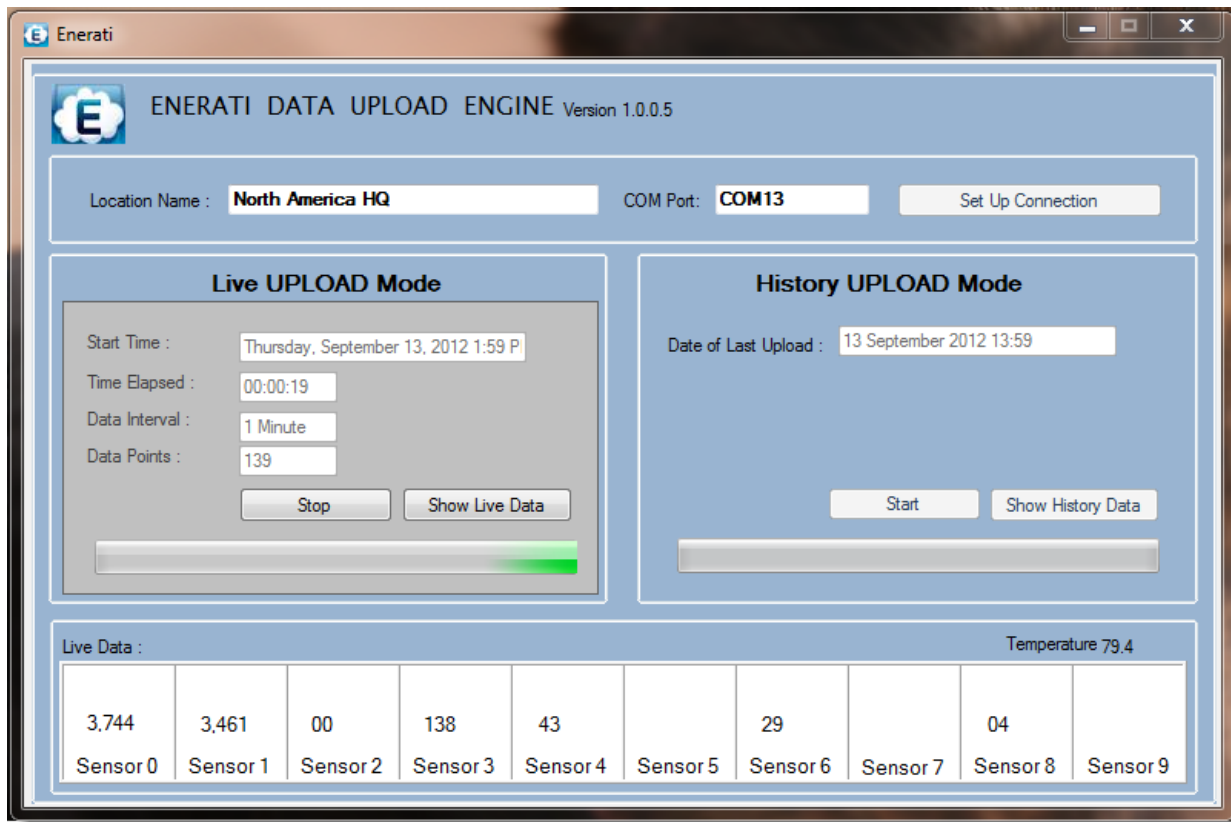 Enerati
E ENERATI DATA UPLOAD ENGINE Version 1.0.0.5
Location Name : North America HQ COM Port: COM13 Set Up Connection
Live UPLOAD Mode
Start Time : Thursday, September 13, 2012 1:59 P
Time Elapsed : 00:00:19
Data Interval : 1 Minute
Data Points : 139
Stop Show Live Data
History UPLOAD Mode
Date of Last Upload : 13 September 2012 13:59
Start Show History Data
Live Data : Temperature 79.4
3,744 3,461 00 138 43 29 04
Sensor 0 Sensor 1 Sensor 2 Sensor 3 Sensor 4 Sensor 5 Sensor 6 Sensor 7 Sensor 8 Sensor 9